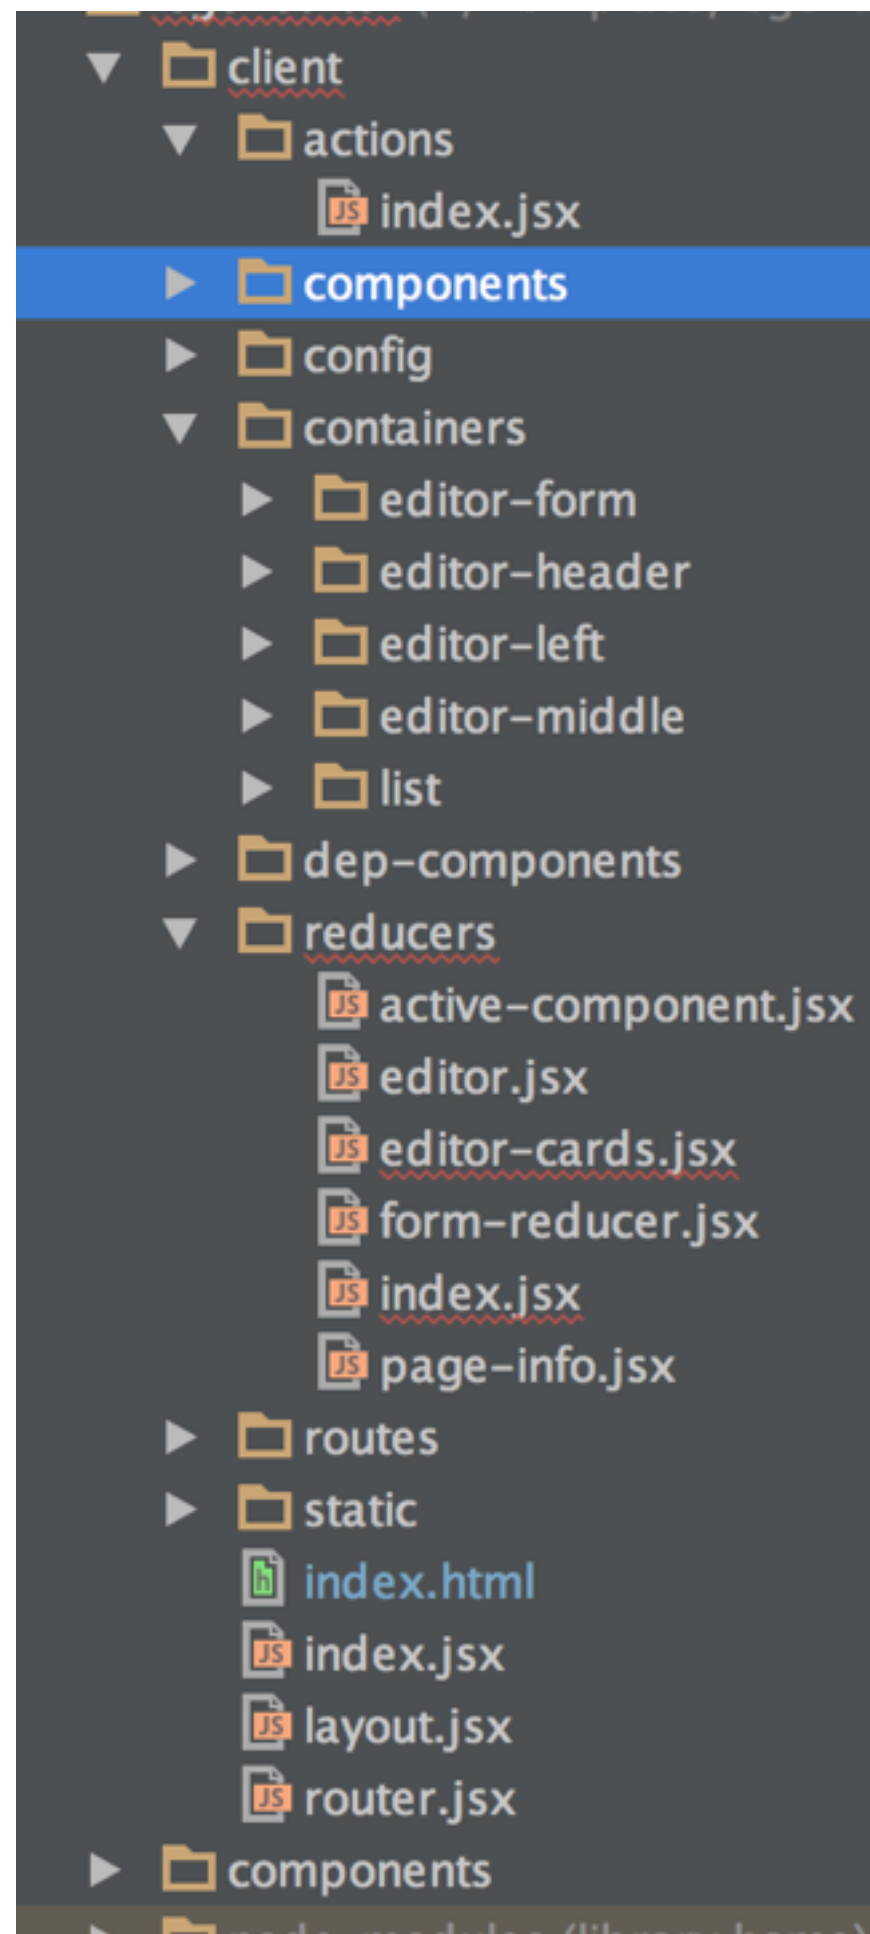 client
actions
index.jsx
components
config
containers
editor-form
editor-header
editor-left
editor-middle
list
dep-components
reducers
active-component.jsx
editor.jsx
editor-cards.jsx
form-reducer.jsx
index.jsx
page-info.jsx
routes
static
index.html
index.jsx
layout.jsx
router.jsx
components